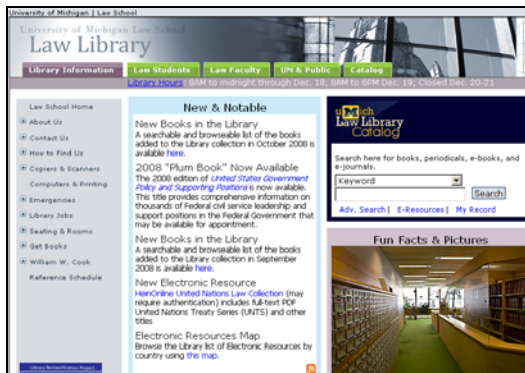 University of Michigan | Law School
University of Michigan Law School
Law Library
Library Information
Law Students
Law Faculty
UM & Public
Catalog
Library Hours: 8AM to midnight through Dec. 18; 8AM to 6PM Dec. 19; Closed Dec. 20-21
Law School Home
About Us
Contact Us
How to Find Us
Copiers & Scanners
Computers & Printing
Emergencies
Library Jobs
Seating & Rooms
Get Books
William W. Cook
Reference Schedule
New & Notable
New Books in the Library
A searchable and browseable list of the books
added to the Library collection in October 2008 is
available here.
2008 "Plum Book" Now Available
The 2008 edition of United States Government
Policy and Supporting Positions is now available.
This title provides comprehensive information on
thousands of Federal civil service leadership and
support positions in the Federal Government that
may be available for appointment.
New Books in the Library
A searchable and browseable list of the books
added to the Library collection in September
2008 is available here.
New Electronic Resource
HeinOnline United Nations Law Collection (may
require authentication) includes full-text PDF
United Nations Treaty Series (UNTS) and other
titles
Electronic Resources Map
Browse the Library list of Electronic Resources by
country using this map.
uMich
Law Library
Catalog
Search here for books, periodicals, e-books, and
e-journals.
Keyword
Search
Adv. Search | E-Resources | My Record
Fun Facts & Pictures